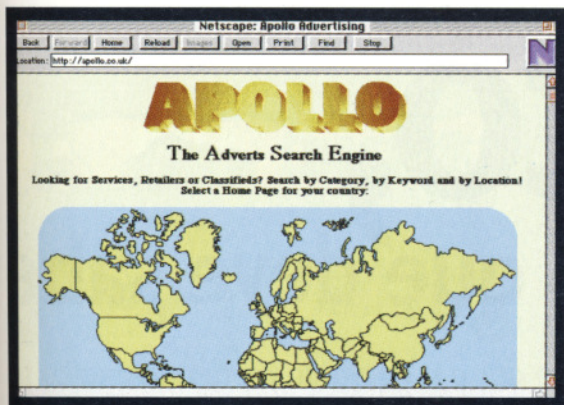 Netscape: Apollo Advertising
Back Forward Home Reload Images Open Print Find Stop
Location: http://apollo.co.uk/
N
APOLLO
The Adverts Search Engine
Looking for Services, Retailers or Classifieds? Search by Category, by Keyword and by Location!
Select a Home Page for your country: